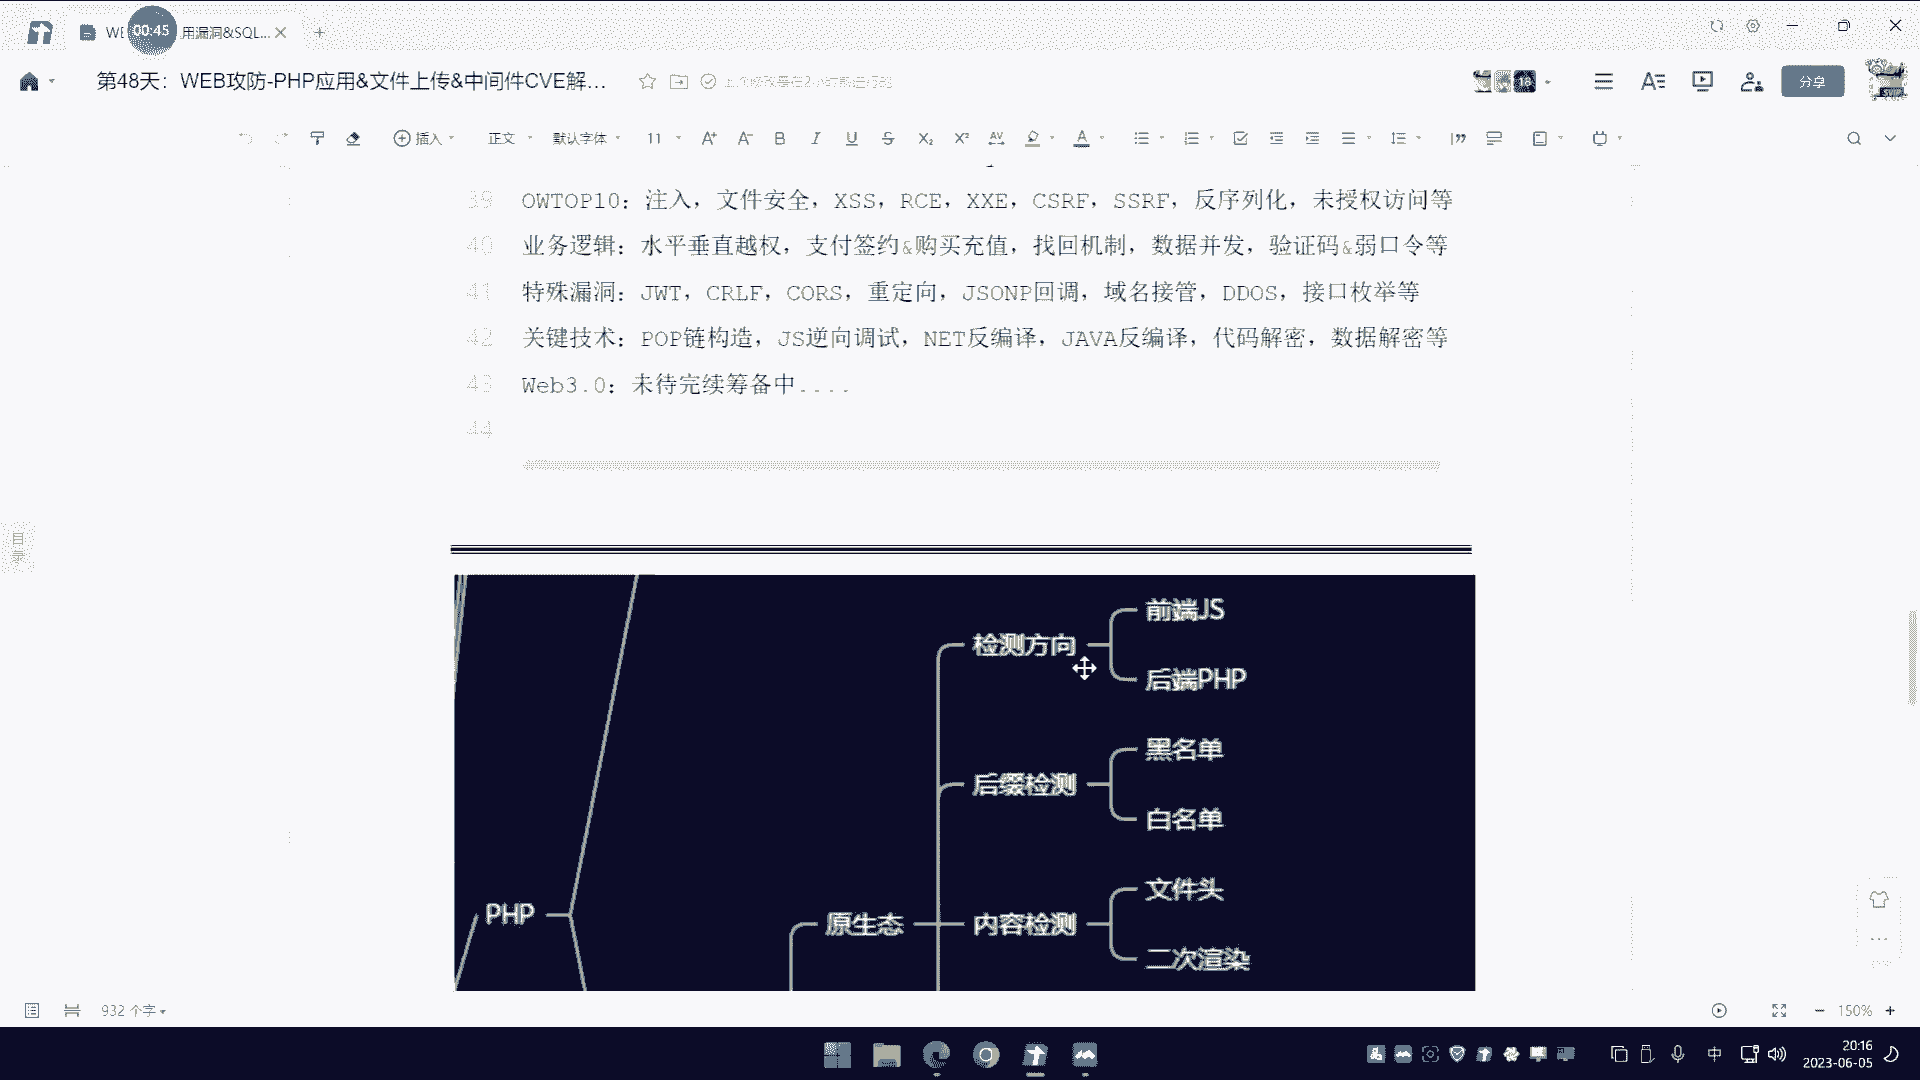 WE 00:45 用漏洞&SQL...
第48天：WEB攻防-PHP应用&文件上传&中间件CVE解...
分享
插入 正文 默认字体 11
39 OWTOP10：注入，文件安全，XSS，RCE，XXE，CSRF，SSRF，反序列化，未授权访问等
40 业务逻辑：水平垂直越权，支付签约&购买充值，找回机制，数据并发，验证码&弱口令等
41 特殊漏洞：JWT，CRLF，CORS，重定向，JSONP回调，域名接管，DDOS，接口枚举等
42 关键技术：POP链构造，JS逆向调试，NET反编译，JAVA反编译，代码解密，数据解密等
43 Web3.0：未待完续筹备中....
44
目录
检测方向
前端JS
后端PHP
后缀检测
黑名单
白名单
PHP
原生态
内容检测
文件头
二次渲染
932 个字
150%
中
20:16
2023-06-05